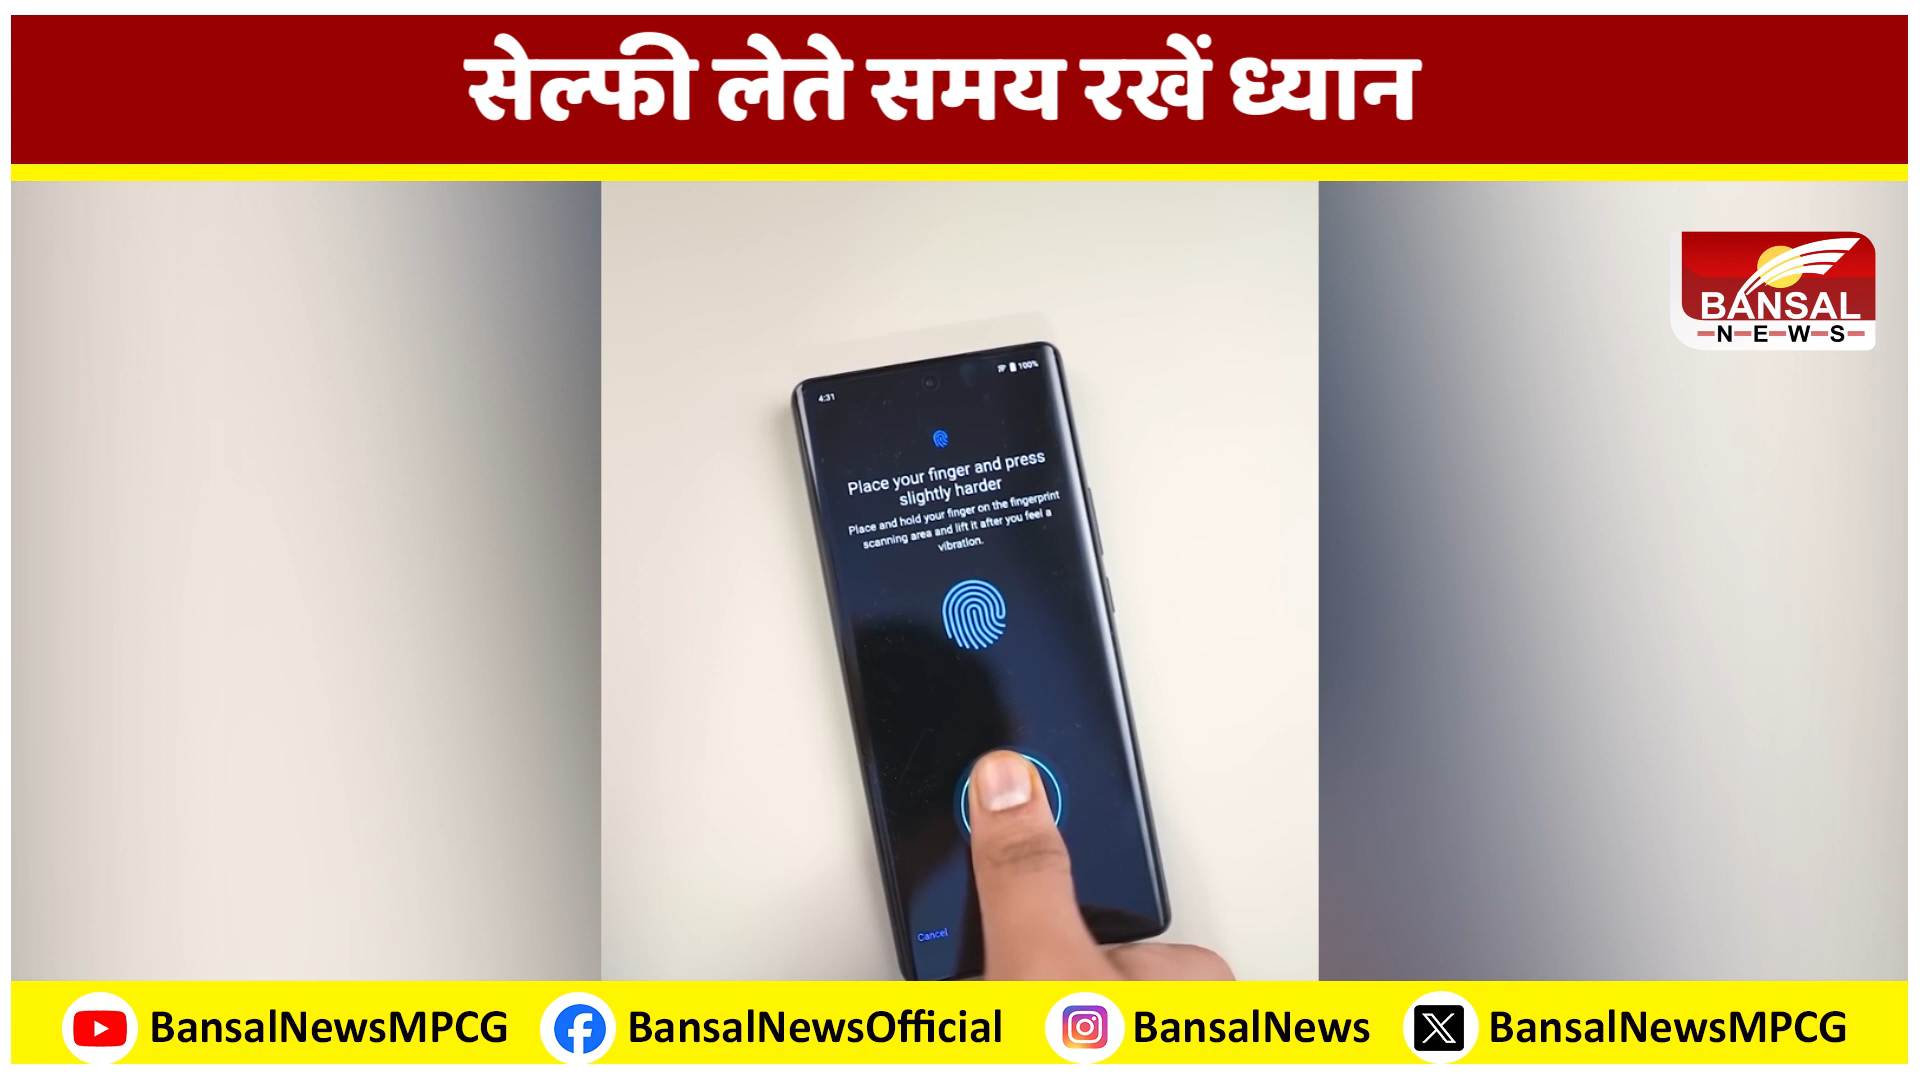 सेल्फी लेते समय रखें ध्यान
BANSAL
N-E-W-S
4:31
100%
Place your finger and press
slightly harder
Place and hold your finger on the fingerprint
scanning area and lift it after you feel a
vibration.
Cancel
BansalNewsMPCG
BansalNewsOfficial
BansalNews
BansalNewsMPCG